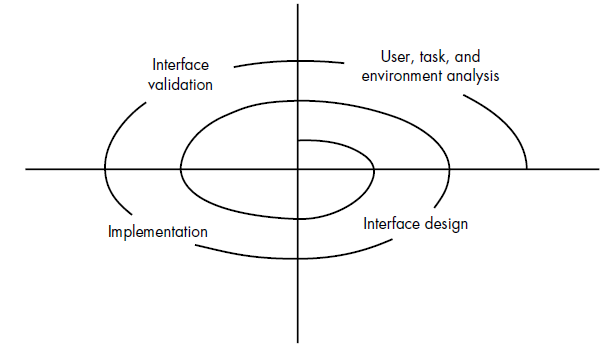 Interface
validation
User, task, and
environment analysis
Implementation
Interface design